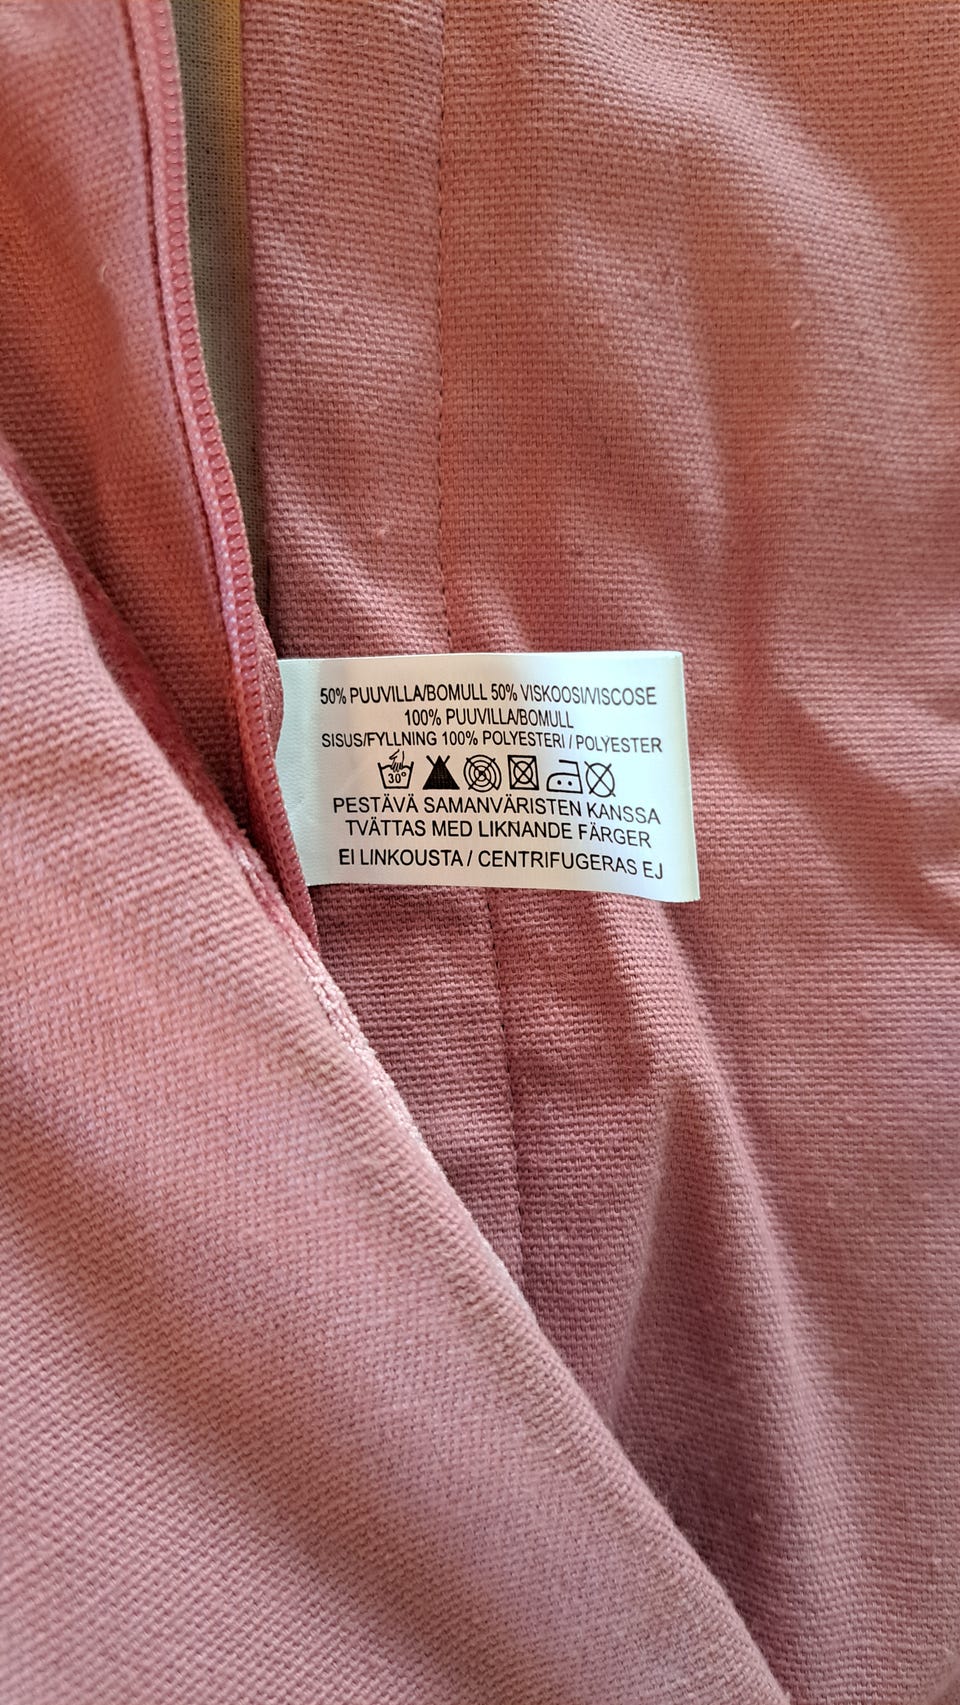 50% PUUVILLA/BOMULL 50% VISKOOSI/VISCOSE
100% PUUVILLA/BOMULL
SISUS/FYLLNING 100% POLYESTERI / POLYESTER
30°
PESTÄVÄ SAMANVÄRISTEN KANSSA
TVÄTTAS MED LIKNANDE FÄRGER
EI LINKOUSTA / CENTRIFUGERAS EJ